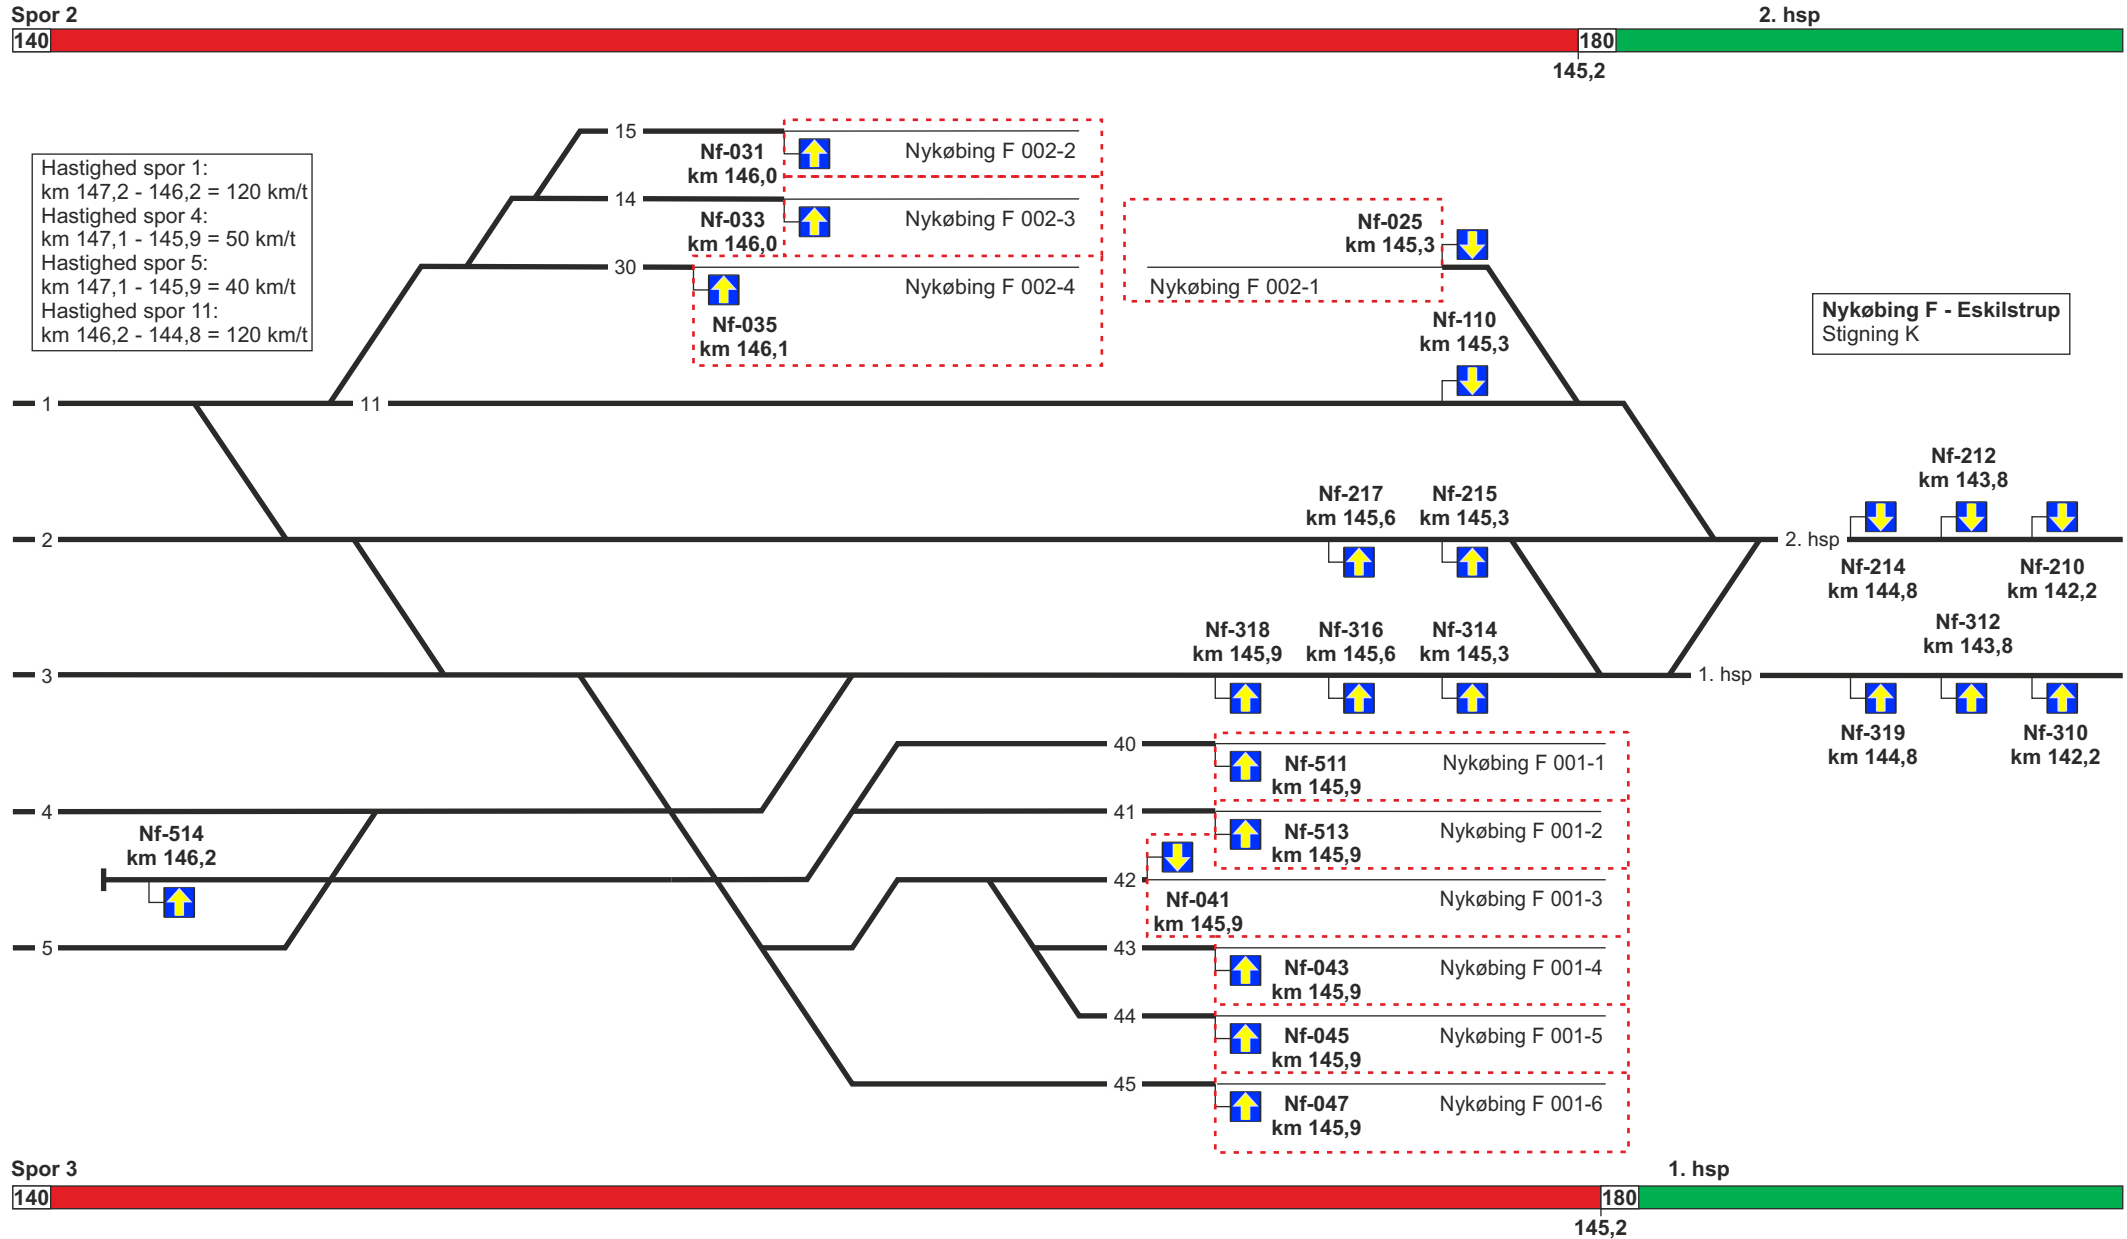 Spor 2
2. hsp
140
180
145,2
Hastighed spor 1:
km 147,2 - 146,2 = 120 km/t
Hastighed spor 4:
km 147,1 - 145,9 = 50 km/t
Hastighed spor 5:
km 147,1 - 145,9 = 40 km/t
Hastighed spor 11:
km 146,2 - 144,8 = 120 km/t
15
Nf-031
km 146,0
Nykøbing F 002-2
14
Nf-033
km 146,0
Nykøbing F 002-3
30
Nykøbing F 002-4
Nf-035
km 146,1
Nf-025
km 145,3
Nykøbing F 002-1
Nf-110
km 145,3
Nykøbing F - Eskilstrup
Stigning K
1
11
Nf-217
km 145,6
Nf-215
km 145,3
Nf-212
km 143,8
2
2. hsp
Nf-214
km 144,8
Nf-210
km 142,2
Nf-318
km 145,9
Nf-316
km 145,6
Nf-314
km 145,3
Nf-312
km 143,8
3
1. hsp
Nf-319
km 144,8
Nf-310
km 142,2
40
Nf-511
km 145,9
Nykøbing F 001-1
4
41
Nf-513
km 145,9
Nykøbing F 001-2
Nf-514
km 146,2
42
Nf-041
km 145,9
Nykøbing F 001-3
5
43
Nf-043
km 145,9
Nykøbing F 001-4
44
Nf-045
km 145,9
Nykøbing F 001-5
45
Nf-047
km 145,9
Nykøbing F 001-6
Spor 3
1. hsp
140
180
145,2